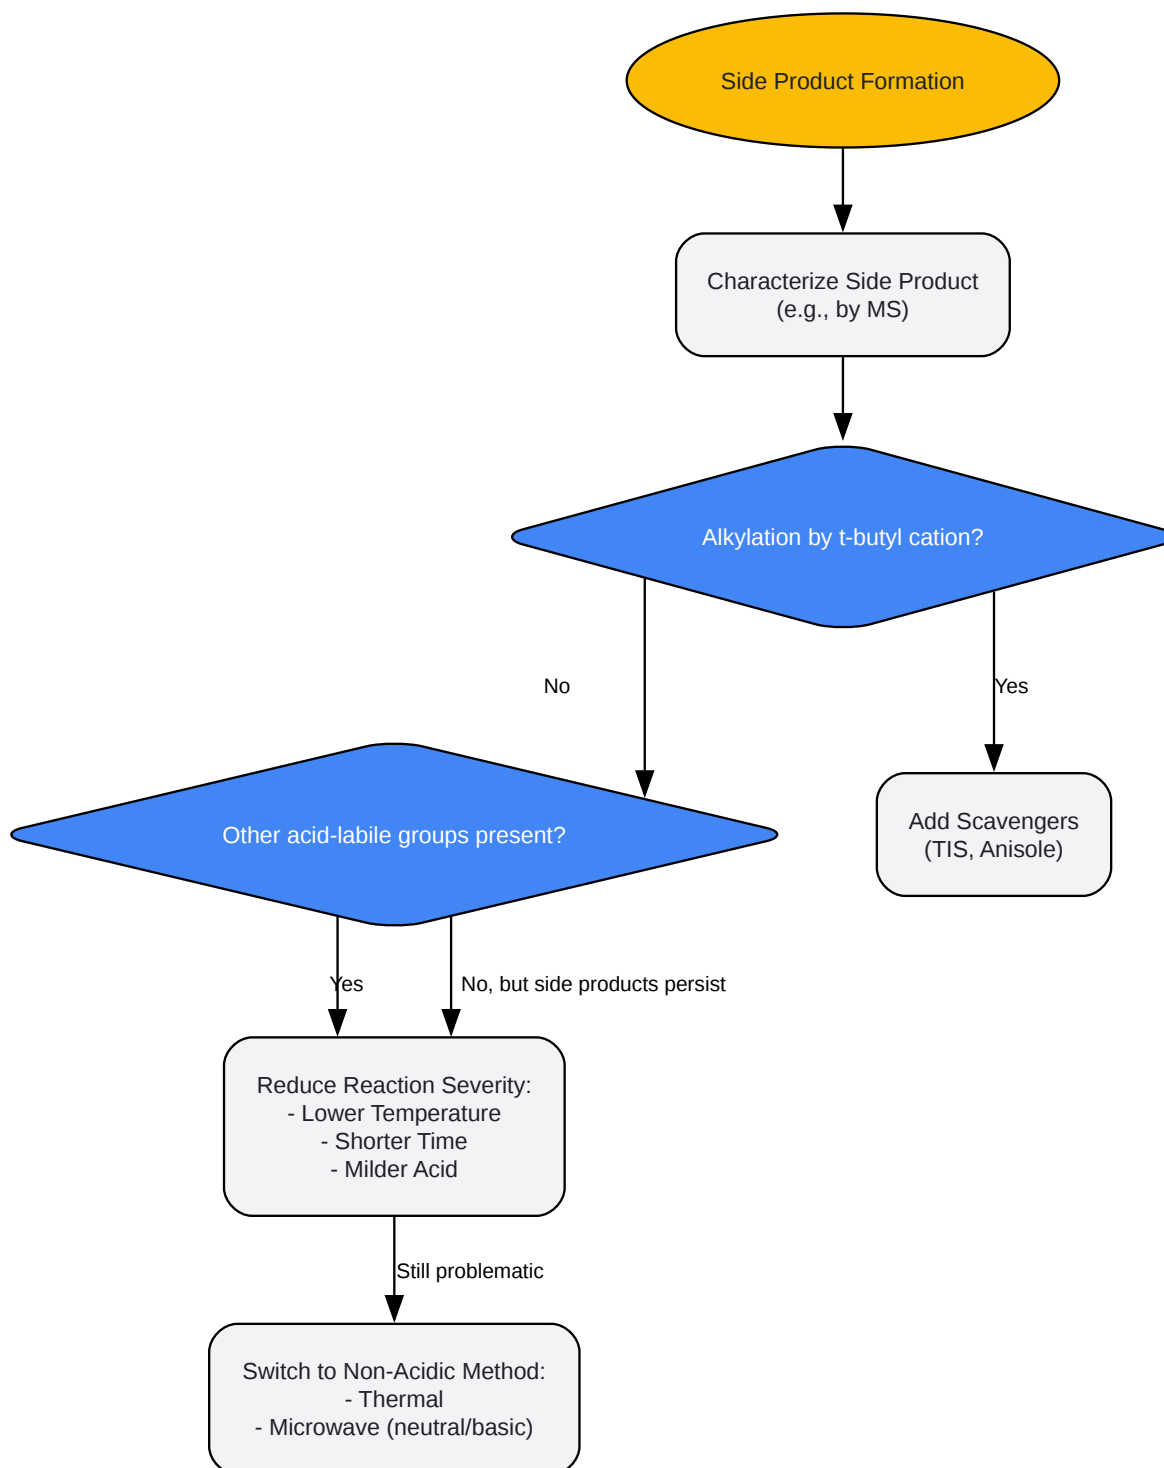 Side Product Formation
Characterize Side Product
(e.g., by MS)
Alkylation by t-butyl cation?
No
Yes
Other acid-labile groups present?
Add Scavengers
(TIS, Anisole)
Yes
No, but side products persist
Reduce Reaction Severity:
- Lower Temperature
- Shorter Time
- Milder Acid
Still problematic
Switch to Non-Acidic Method:
- Thermal
- Microwave (neutral/basic)